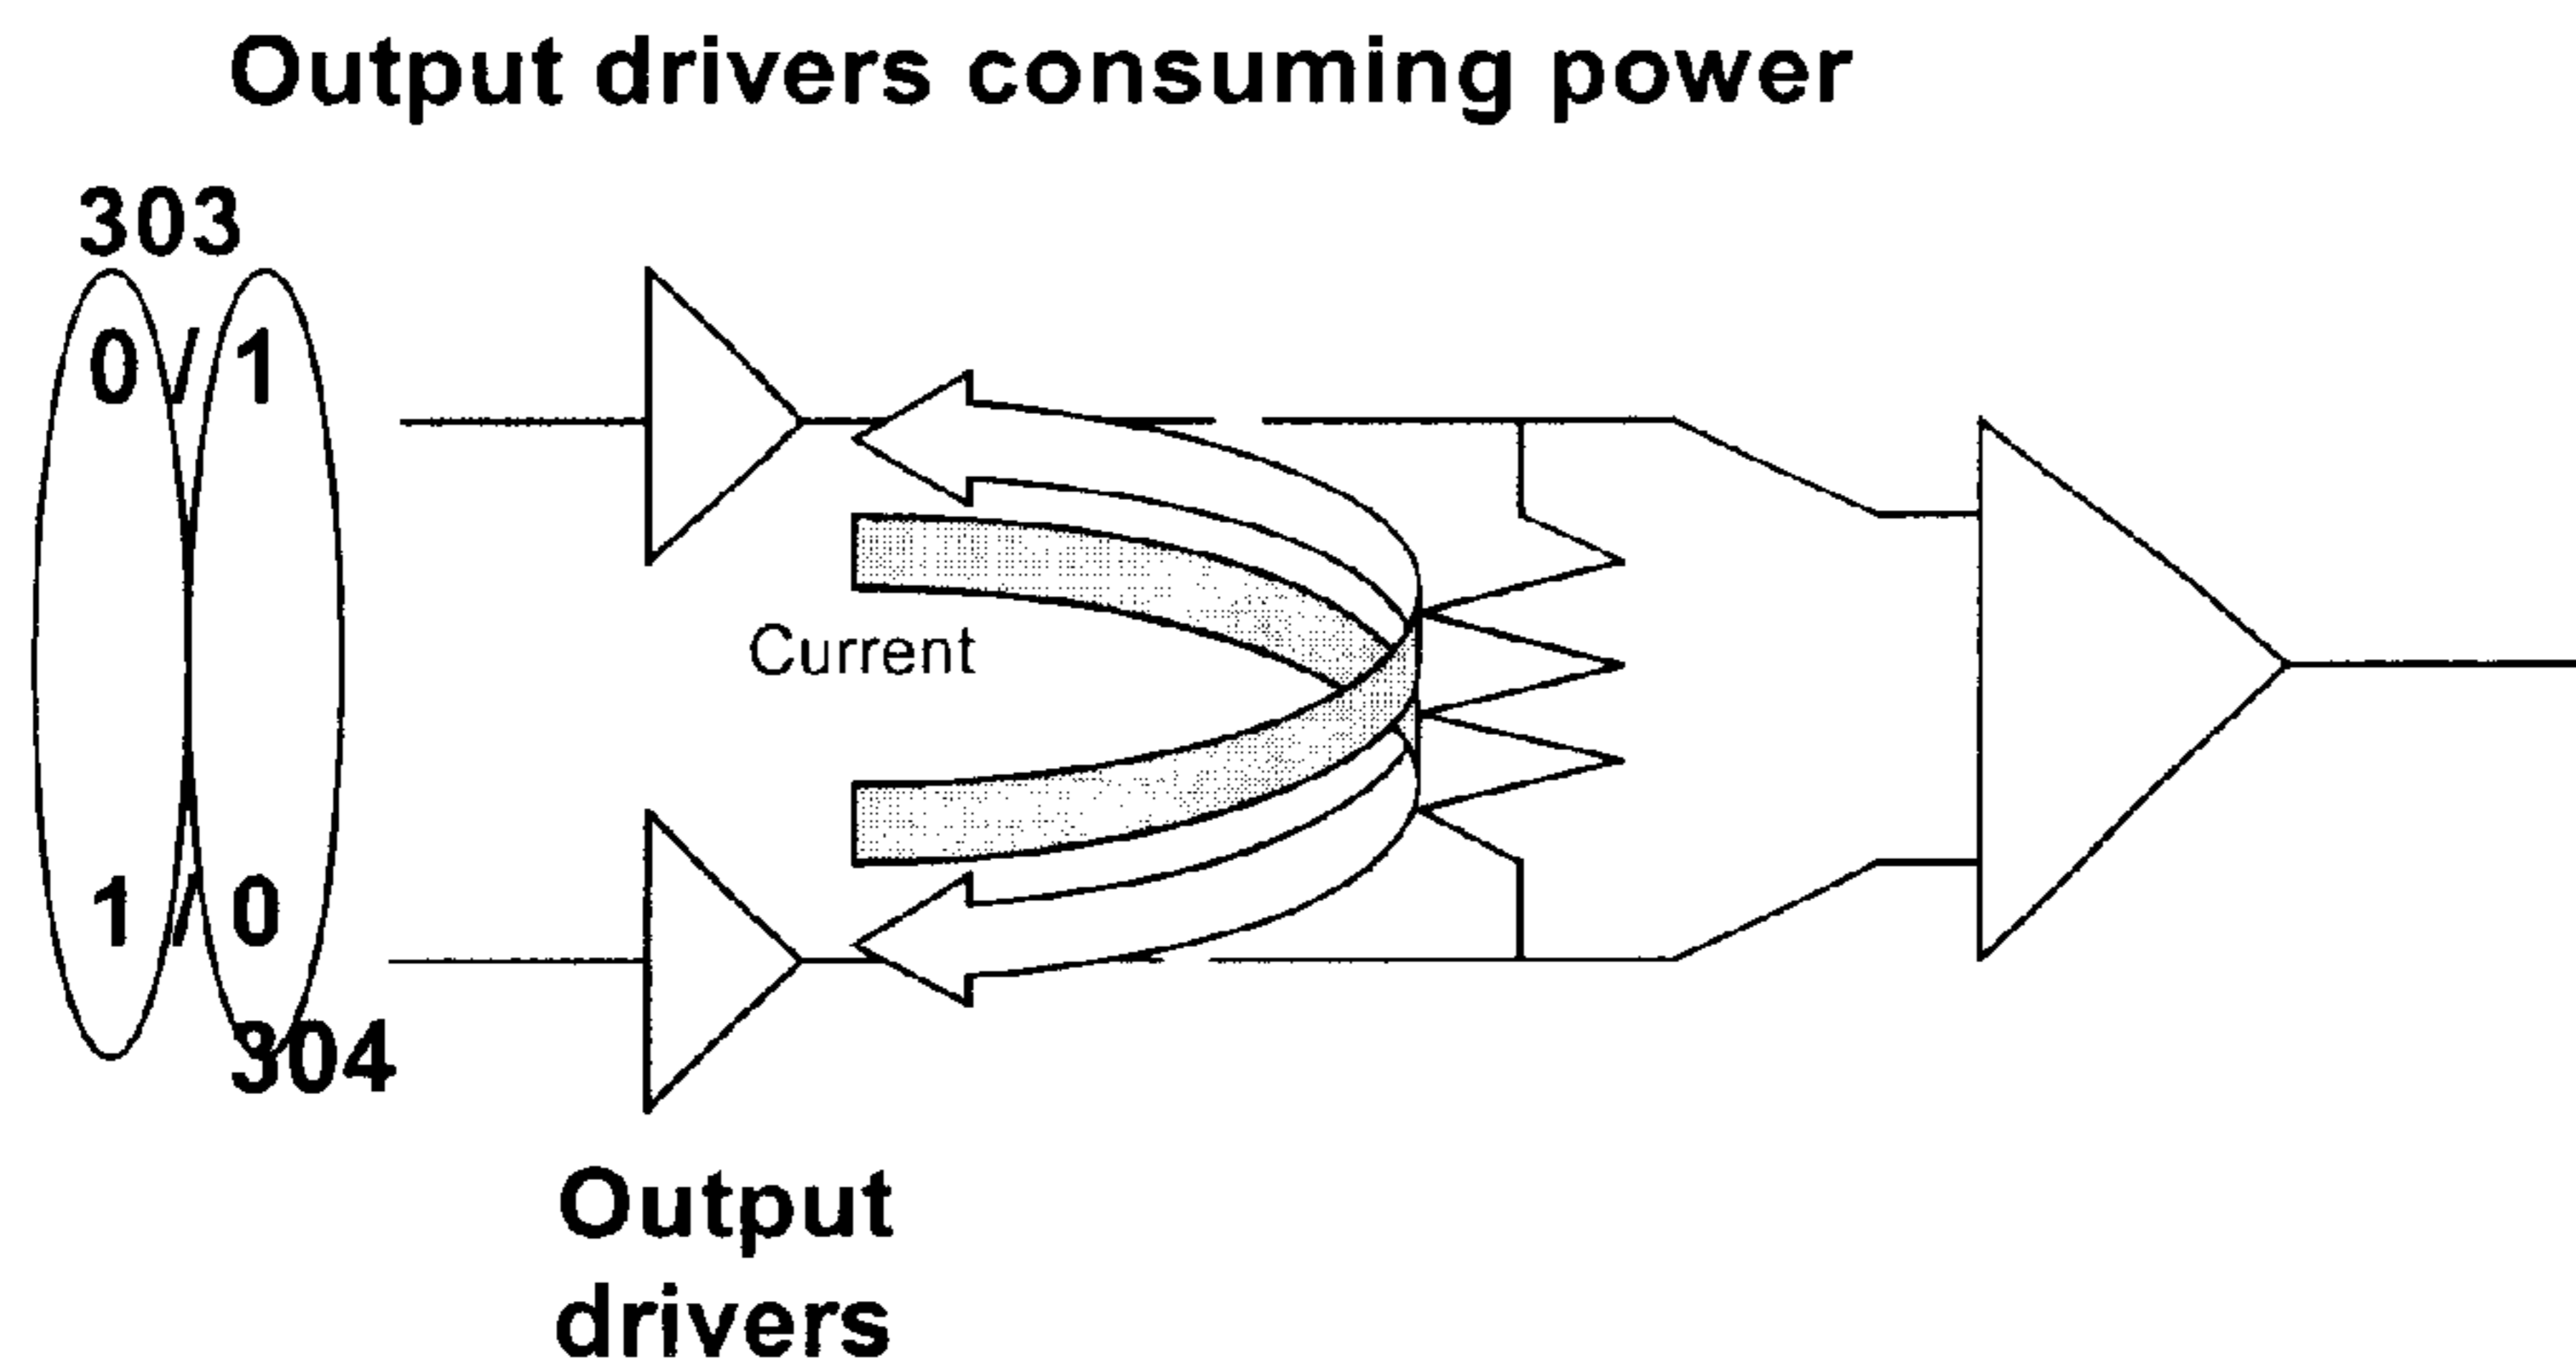 Output drivers consuming power
303
0 / 1
Current
1 / 0
304
Output
drivers